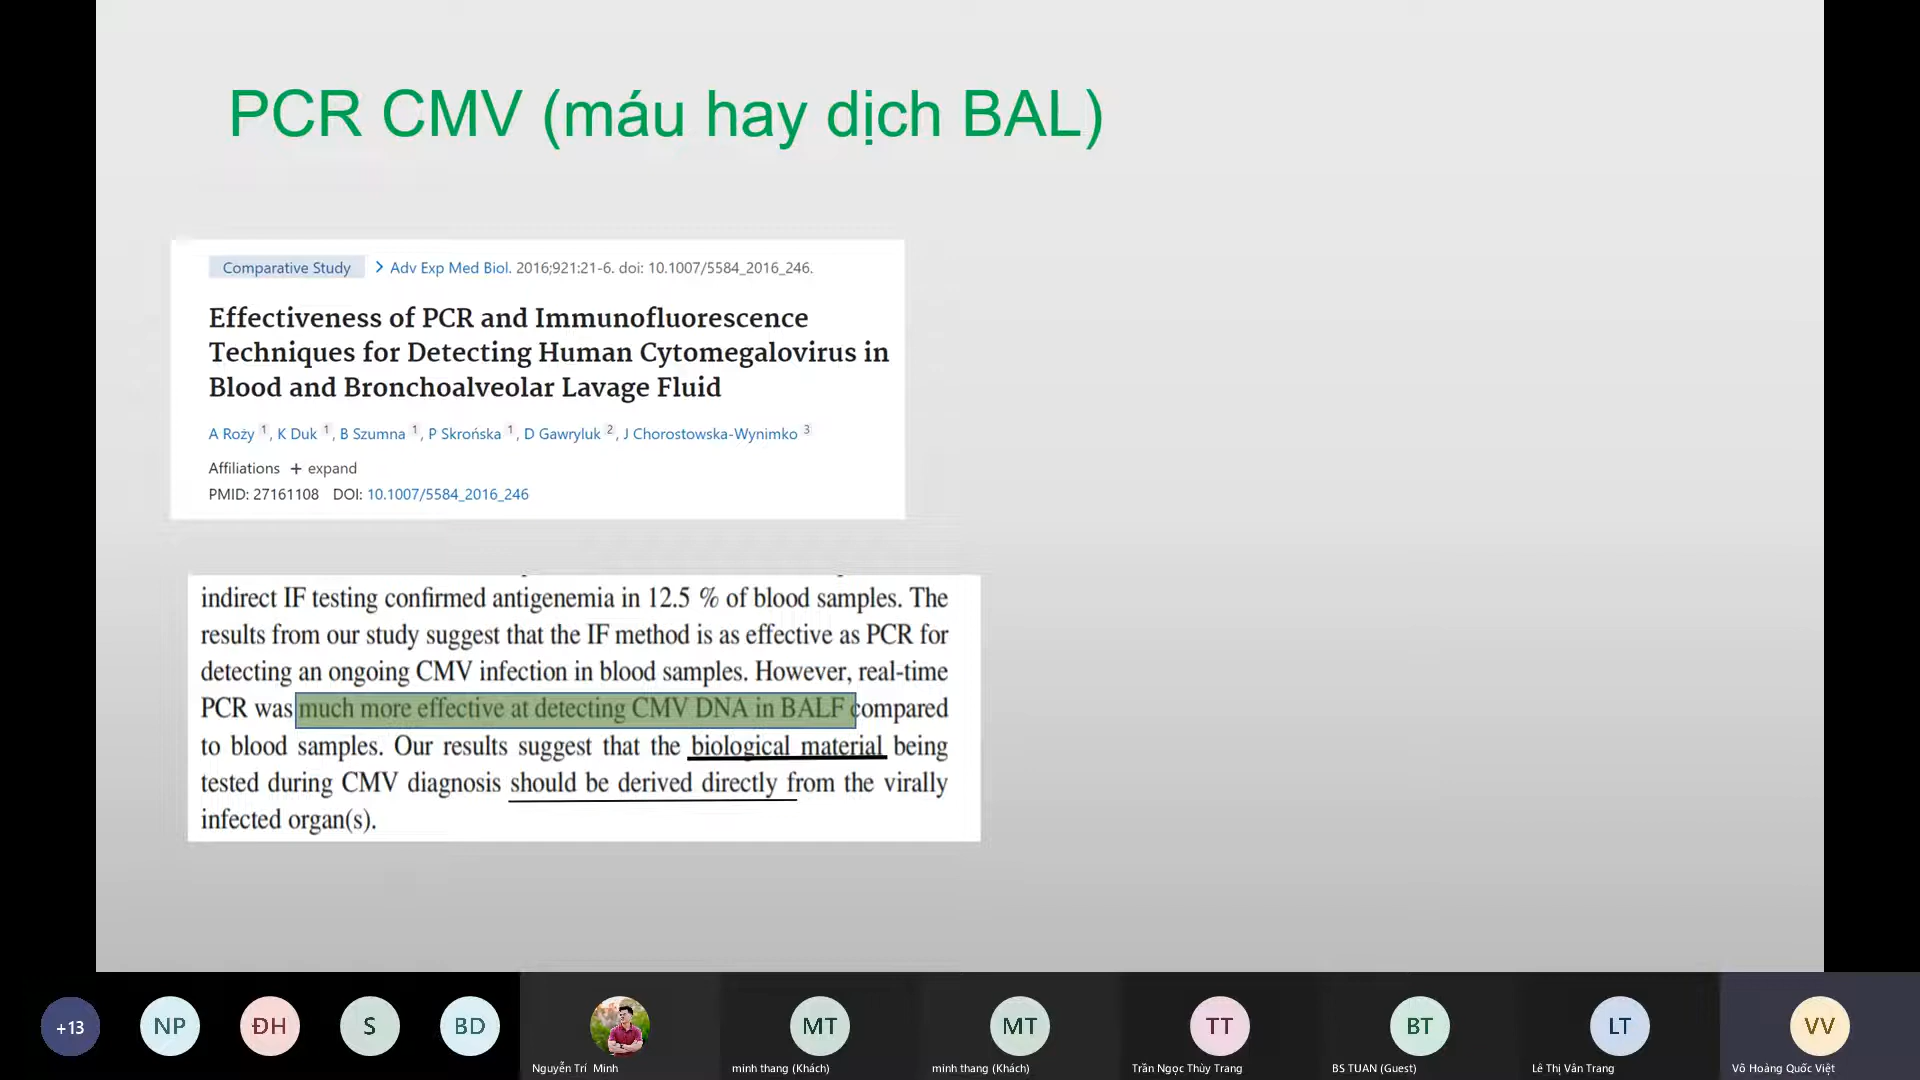 PCR CMV (máu hay dịch BAL)
Comparative Study > Adv Exp Med Biol. 2016;921:21-6. doi: 10.1007/5584_2016_246.
Effectiveness of PCR and Immunofluorescence
Techniques for Detecting Human Cytomegalovirus in
Blood and Bronchoalveolar Lavage Fluid
A Roży 1, K Duk 1, B Szumna 1, P Skrońska 1, D Gawryluk 2, J Chorostowska-Wynimko 3
Affiliations + expand
PMID: 27161108 DOI: 10.1007/5584_2016_246
indirect IF testing confirmed antigenemia in 12.5 % of blood samples. The
results from our study suggest that the IF method is as effective as PCR for
detecting an ongoing CMV infection in blood samples. However, real-time
PCR was much more effective at detecting CMV DNA in BALF compared
to blood samples. Our results suggest that the biological material being
tested during CMV diagnosis should be derived directly from the virally
infected organ(s).
+13 NP ĐH S BD MT MT TT BT LT VV
Nguyễn Trí Minh minh thang (Khách) minh thang (Khách) Trần Ngọc Thùy Trang BS TUAN (Guest) Lê Thị Vân Trang Võ Hoàng Quốc Việt